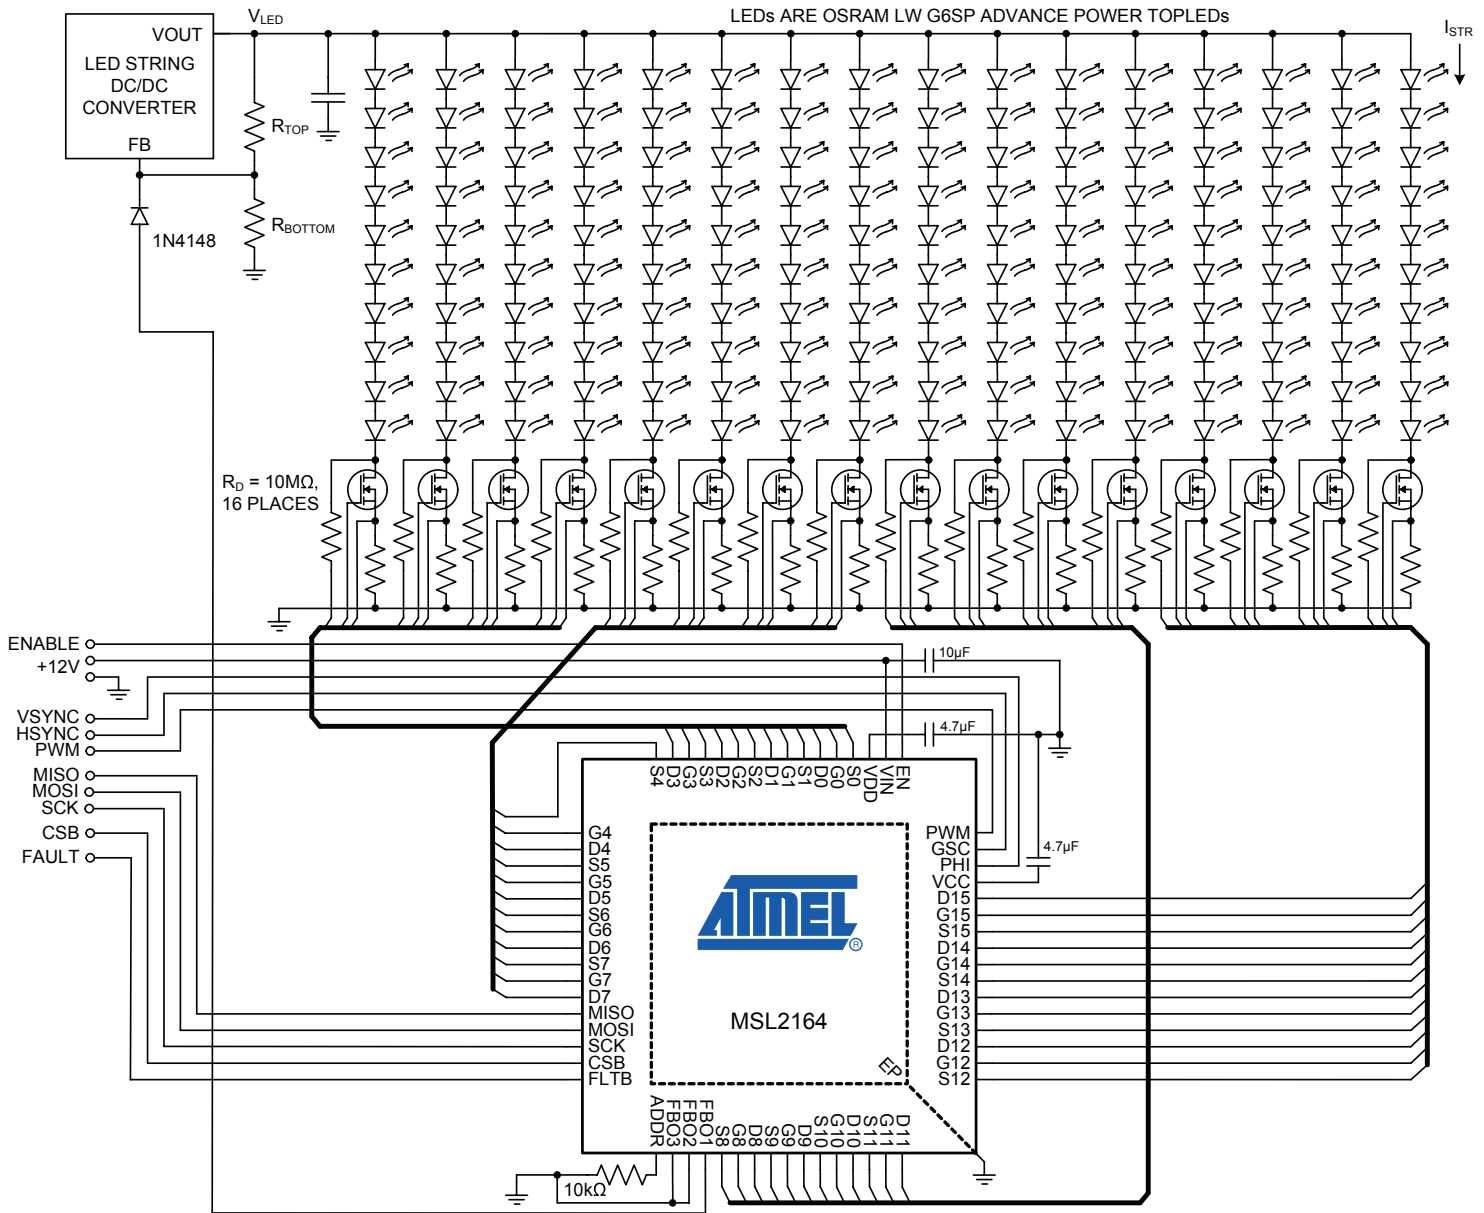 V_LED
LEDs ARE OSRAM LW G6SP ADVANCE POWER TOPLEDs
I_STR
VOUT
LED STRING
DC/DC
CONVERTER
FB
R_TOP
R_BOTTOM
1N4148
R_D = 10MΩ,
16 PLACES
ENABLE
+12V
VSYNC
HSYNC
PWM
MISO
MOSI
SCK
CSB
FAULT
10µF
4.7µF
4.7µF
S4
D3
G3
S3
D2
G2
S2
D1
G1
S1
D0
G0
S0
VDD
VIN
EN
G4
D4
S5
G5
D5
S6
G6
D6
S7
G7
D7
MISO
MOSI
SCK
CSB
FLTB
PWM
GSC
PHI
VCC
D15
G15
S15
D14
G14
S14
D13
G13
S13
D12
G12
S12
ATMEL
®
MSL2164
EP
ADDR
FBO3
FBO2
FBO1
S8
G8
D8
S9
G9
D9
S10
G10
D10
S11
G11
D11
10kΩ